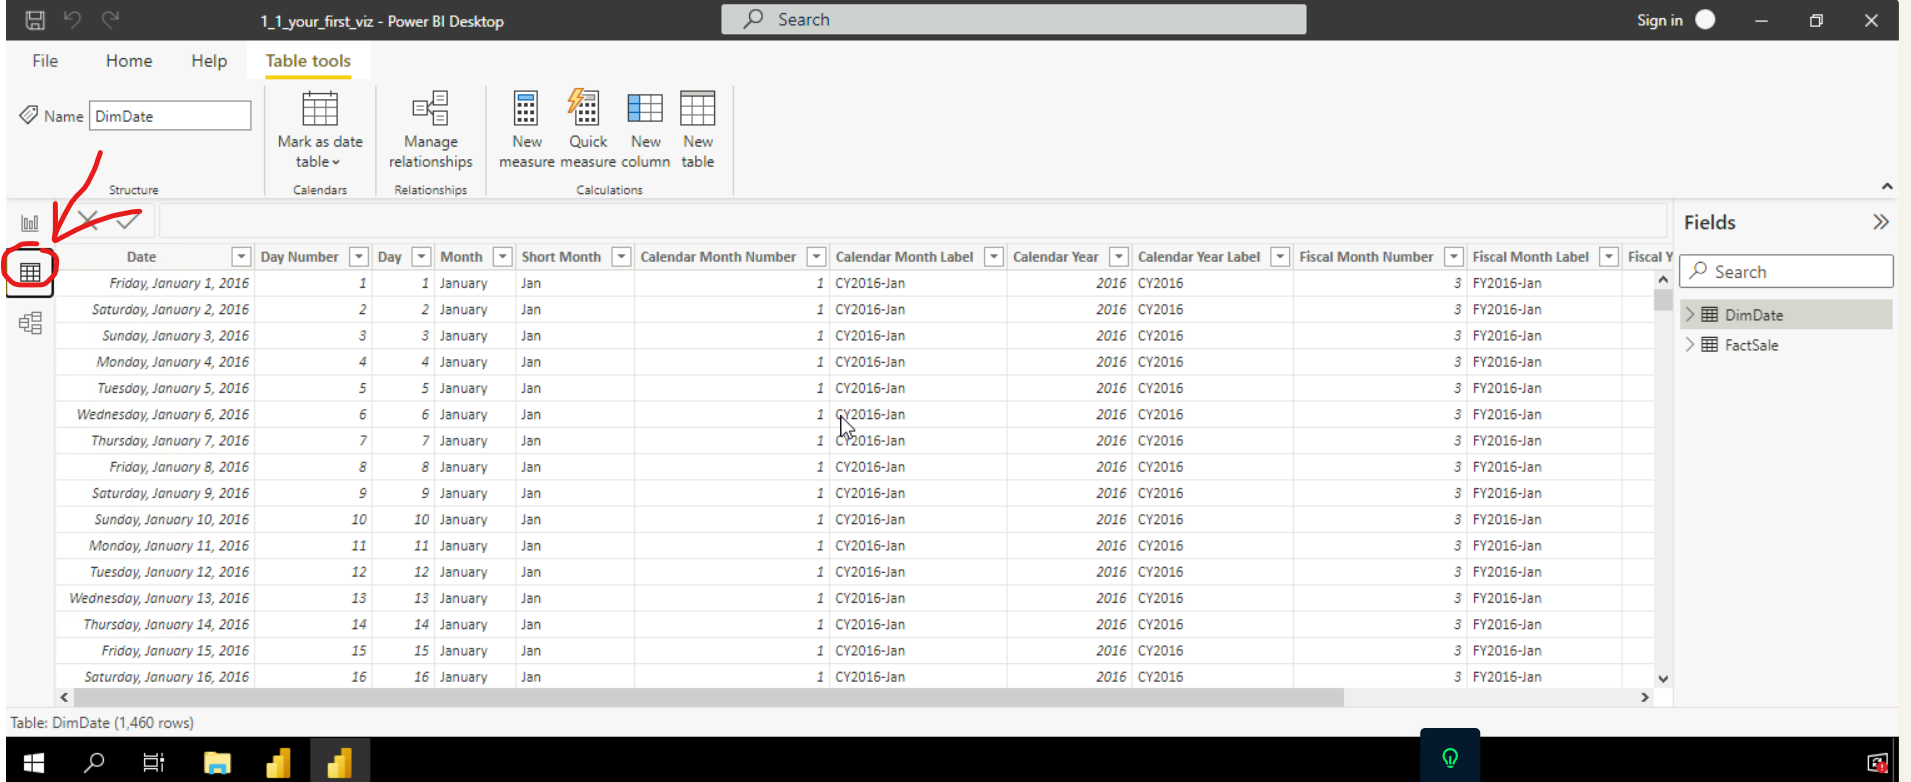 1_1_your_first_viz - Power BI Desktop
Search
Sign in
File Home Help Table tools
Name DimDate
Mark as date table
Manage relationships
New measure
Quick measure
New column
New table
Structure Calendars Relationships Calculations
Fields
Search
DimDate
FactSale
Date Day Number Day Month Short Month Calendar Month Number Calendar Month Label Calendar Year Calendar Year Label Fiscal Month Number Fiscal Month Label Fiscal Y
Friday, January 1, 2016 1 1 January Jan 1 CY2016-Jan 2016 CY2016 3 FY2016-Jan
Saturday, January 2, 2016 2 2 January Jan 1 CY2016-Jan 2016 CY2016 3 FY2016-Jan
Sunday, January 3, 2016 3 3 January Jan 1 CY2016-Jan 2016 CY2016 3 FY2016-Jan
Monday, January 4, 2016 4 4 January Jan 1 CY2016-Jan 2016 CY2016 3 FY2016-Jan
Tuesday, January 5, 2016 5 5 January Jan 1 CY2016-Jan 2016 CY2016 3 FY2016-Jan
Wednesday, January 6, 2016 6 6 January Jan 1 CY2016-Jan 2016 CY2016 3 FY2016-Jan
Thursday, January 7, 2016 7 7 January Jan 1 CY2016-Jan 2016 CY2016 3 FY2016-Jan
Friday, January 8, 2016 8 8 January Jan 1 CY2016-Jan 2016 CY2016 3 FY2016-Jan
Saturday, January 9, 2016 9 9 January Jan 1 CY2016-Jan 2016 CY2016 3 FY2016-Jan
Sunday, January 10, 2016 10 10 January Jan 1 CY2016-Jan 2016 CY2016 3 FY2016-Jan
Monday, January 11, 2016 11 11 January Jan 1 CY2016-Jan 2016 CY2016 3 FY2016-Jan
Tuesday, January 12, 2016 12 12 January Jan 1 CY2016-Jan 2016 CY2016 3 FY2016-Jan
Wednesday, January 13, 2016 13 13 January Jan 1 CY2016-Jan 2016 CY2016 3 FY2016-Jan
Thursday, January 14, 2016 14 14 January Jan 1 CY2016-Jan 2016 CY2016 3 FY2016-Jan
Friday, January 15, 2016 15 15 January Jan 1 CY2016-Jan 2016 CY2016 3 FY2016-Jan
Saturday, January 16, 2016 16 16 January Jan 1 CY2016-Jan 2016 CY2016 3 FY2016-Jan
Table: DimDate (1,460 rows)